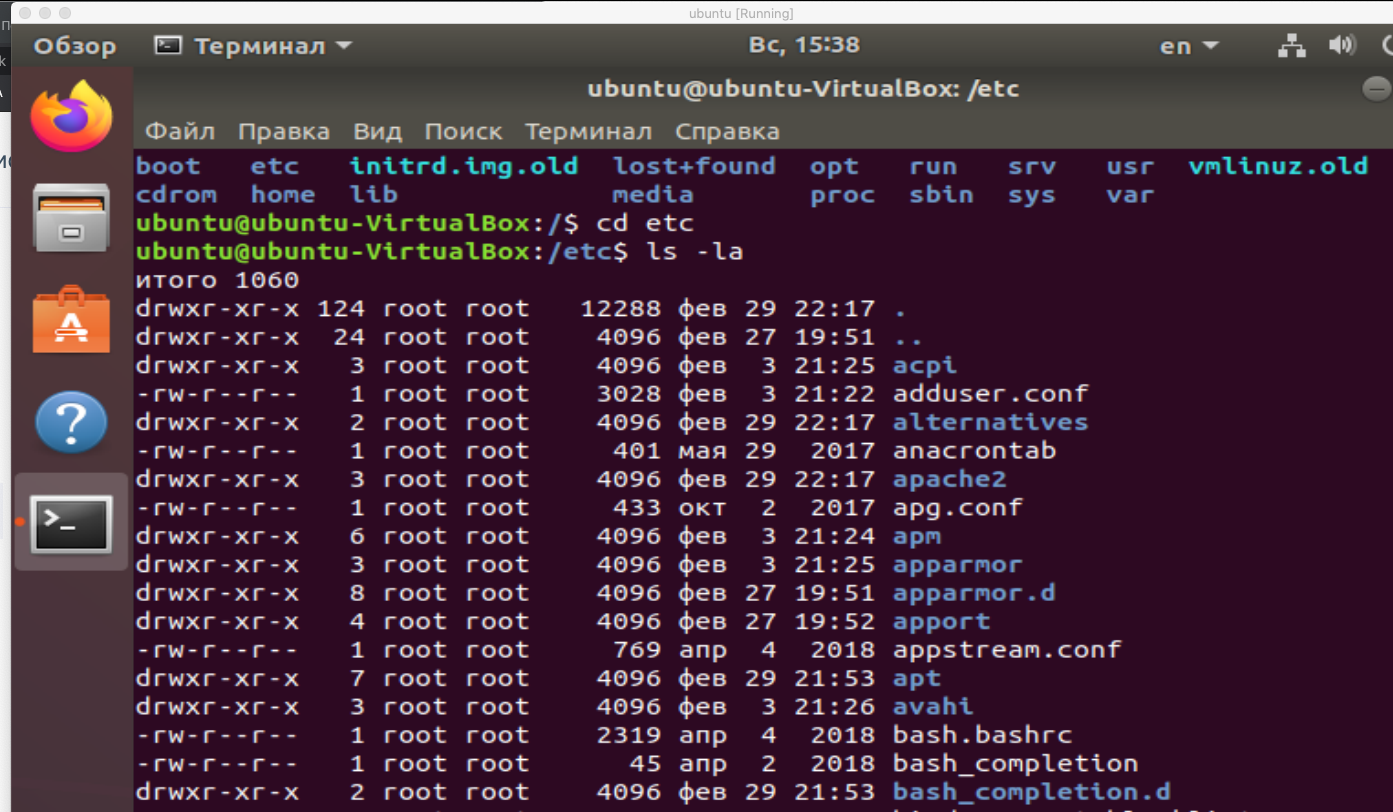 ubuntu [Running]
Обзор Терминал Вс, 15:38 en
ubuntu@ubuntu-VirtualBox: /etc
Файл Правка Вид Поиск Терминал Справка
boot etc initrd.img.old lost+found opt run srv usr vmlinuz.old
cdrom home lib media proc sbin sys var
ubuntu@ubuntu-VirtualBox:/$ cd etc
ubuntu@ubuntu-VirtualBox:/etc$ ls -la
итого 1060
drwxr-xr-x 124 root root 12288 фев 29 22:17 .
drwxr-xr-x 24 root root 4096 фев 27 19:51 ..
drwxr-xr-x 3 root root 4096 фев 3 21:25 acpi
-rw-r--r-- 1 root root 3028 фев 3 21:22 adduser.conf
drwxr-xr-x 2 root root 4096 фев 29 22:17 alternatives
-rw-r--r-- 1 root root 401 мая 29 2017 anacrontab
drwxr-xr-x 3 root root 4096 фев 29 22:17 apache2
-rw-r--r-- 1 root root 433 окт 2 2017 apg.conf
drwxr-xr-x 6 root root 4096 фев 3 21:24 apm
drwxr-xr-x 3 root root 4096 фев 3 21:25 apparmor
drwxr-xr-x 8 root root 4096 фев 27 19:51 apparmor.d
drwxr-xr-x 4 root root 4096 фев 27 19:52 apport
-rw-r--r-- 1 root root 769 апр 4 2018 appstream.conf
drwxr-xr-x 7 root root 4096 фев 29 21:53 apt
drwxr-xr-x 3 root root 4096 фев 3 21:26 avahi
-rw-r--r-- 1 root root 2319 апр 4 2018 bash.bashrc
-rw-r--r-- 1 root root 45 апр 2 2018 bash_completion
drwxr-xr-x 2 root root 4096 фев 29 21:53 bash_completion.d